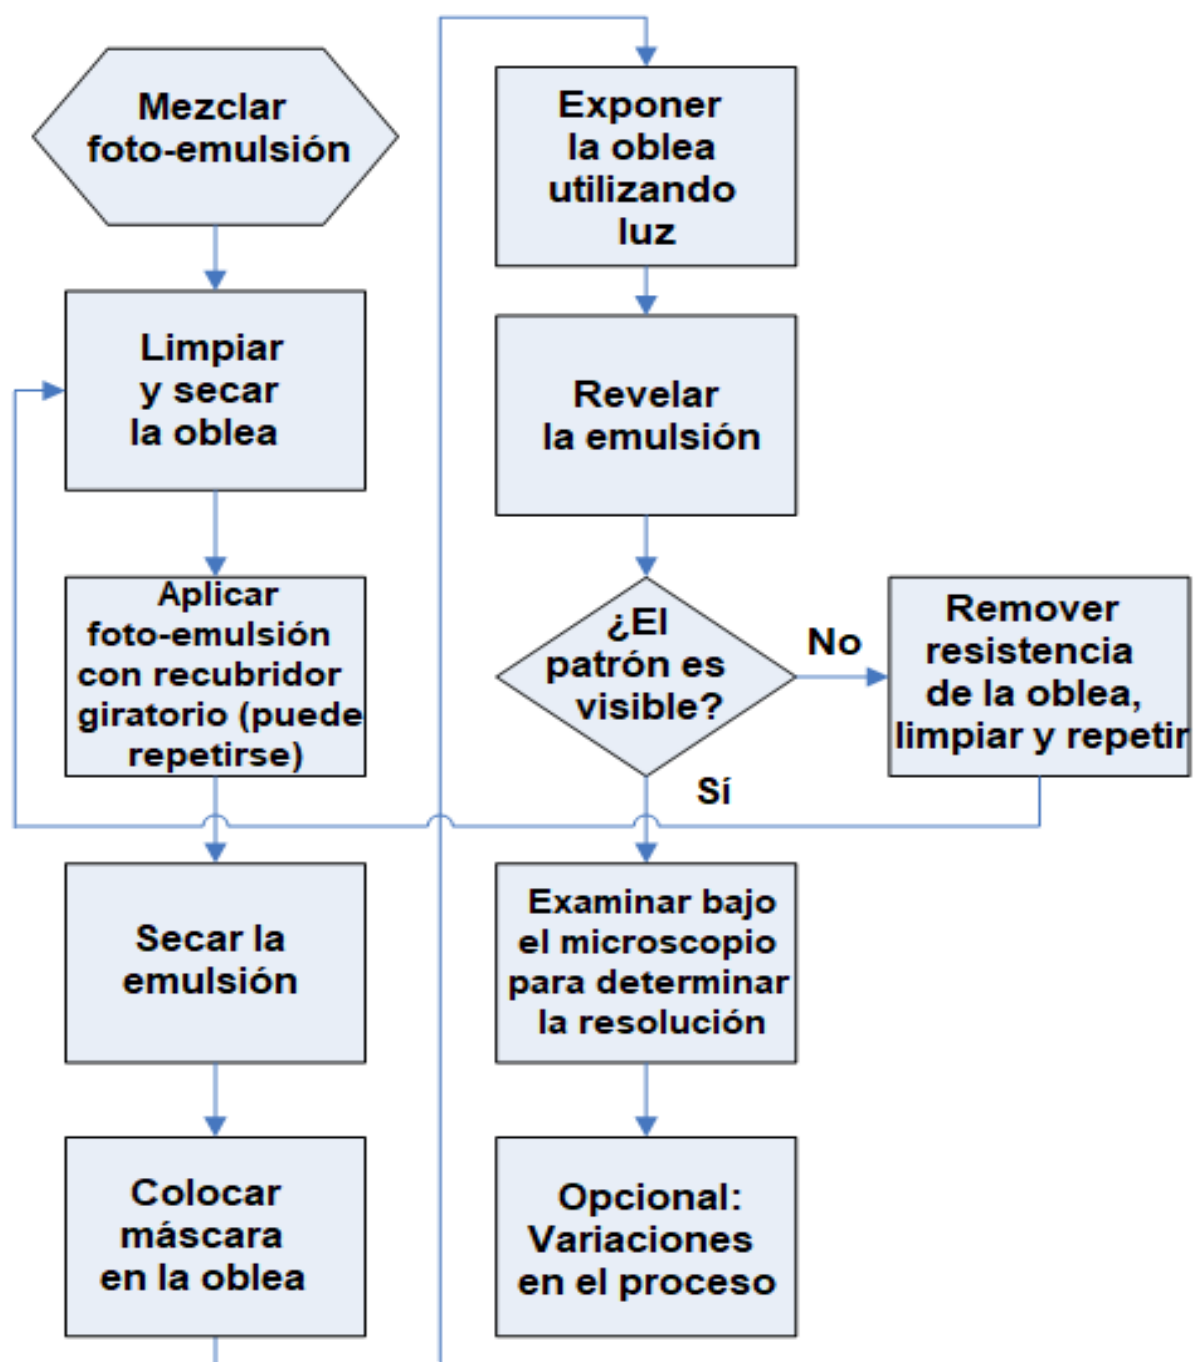 Mezclar
foto-emulsión
Limpiar
y secar
la oblea
Aplicar
foto-emulsión
con recubridor
giratorio (puede
repetirse)
Secar la
emulsión
Colocar
máscara
en la oblea
Exponer
la oblea
utilizando
luz
Revelar
la emulsión
¿El
patrón es
visible?
No
Remover
resistencia
de la oblea,
limpiar y repetir
Sí
Examinar bajo
el microscopio
para determinar
la resolución
Opcional:
Variaciones
en el proceso